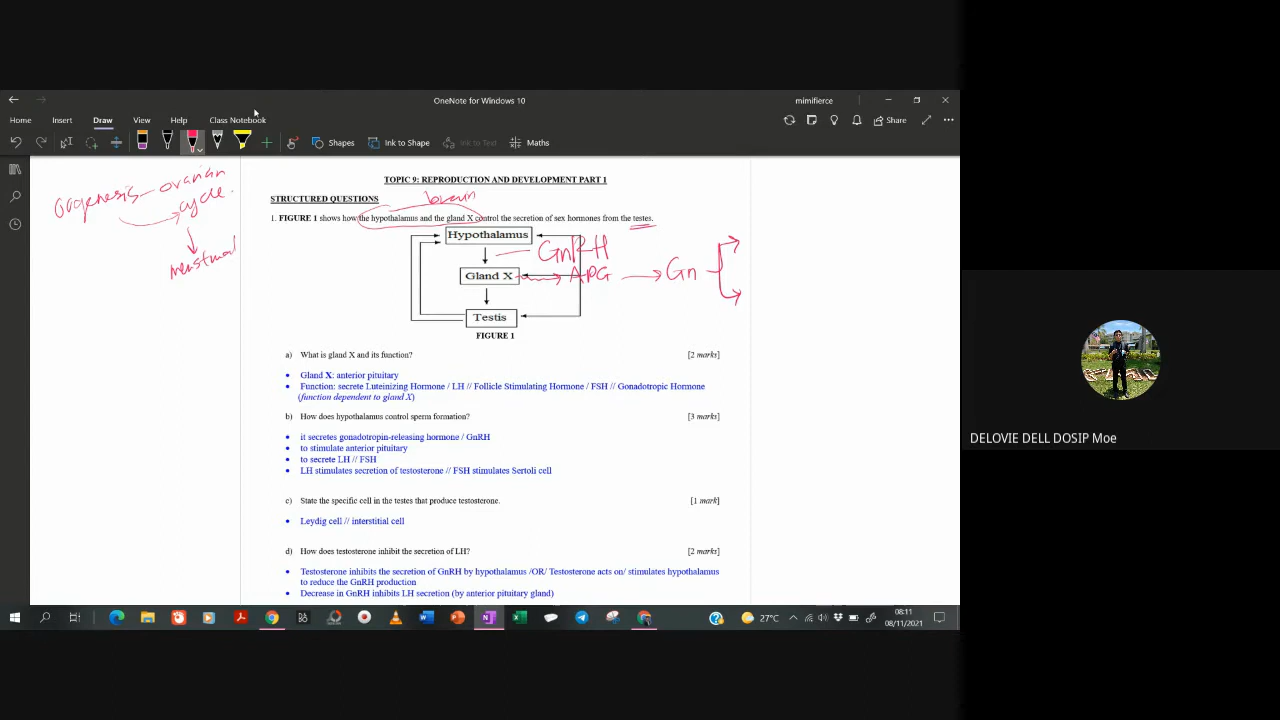 OneNote for Windows 10
mimifierce
Home Insert Draw View Help Class Notebook
Share
Shapes Ink to Shape Ink to Text Maths
oogenesis – ovarian
cycle.
menstrual
TOPIC 9: REPRODUCTION AND DEVELOPMENT PART 1
STRUCTURED QUESTIONS
brain
1. FIGURE 1 shows how the hypothalamus and the gland X control the secretion of sex hormones from the testes.
Hypothalamus
GnRH
Gland X APG Gn
Testis
FIGURE 1
a) What is gland X and its function? [2 marks]
• Gland X: anterior pituitary
• Function: secrete Luteinizing Hormone / LH // Follicle Stimulating Hormone / FSH // Gonadotropic Hormone
(function dependent to gland X)
b) How does hypothalamus control sperm formation? [3 marks]
• it secretes gonadotropin-releasing hormone / GnRH
• to stimulate anterior pituitary
• to secrete LH // FSH
• LH stimulates secretion of testosterone // FSH stimulates Sertoli cell
c) State the specific cell in the testes that produce testosterone. [1 mark]
• Leydig cell // interstitial cell
d) How does testosterone inhibit the secretion of LH? [2 marks]
• Testosterone inhibits the secretion of GnRH by hypothalamus /OR/ Testosterone acts on/ stimulates hypothalamus
to reduce the GnRH production
• Decrease in GnRH inhibits LH secretion (by anterior pituitary gland)
DELOVIE DELL DOSIP Moe
27°C
08:11
08/11/2021